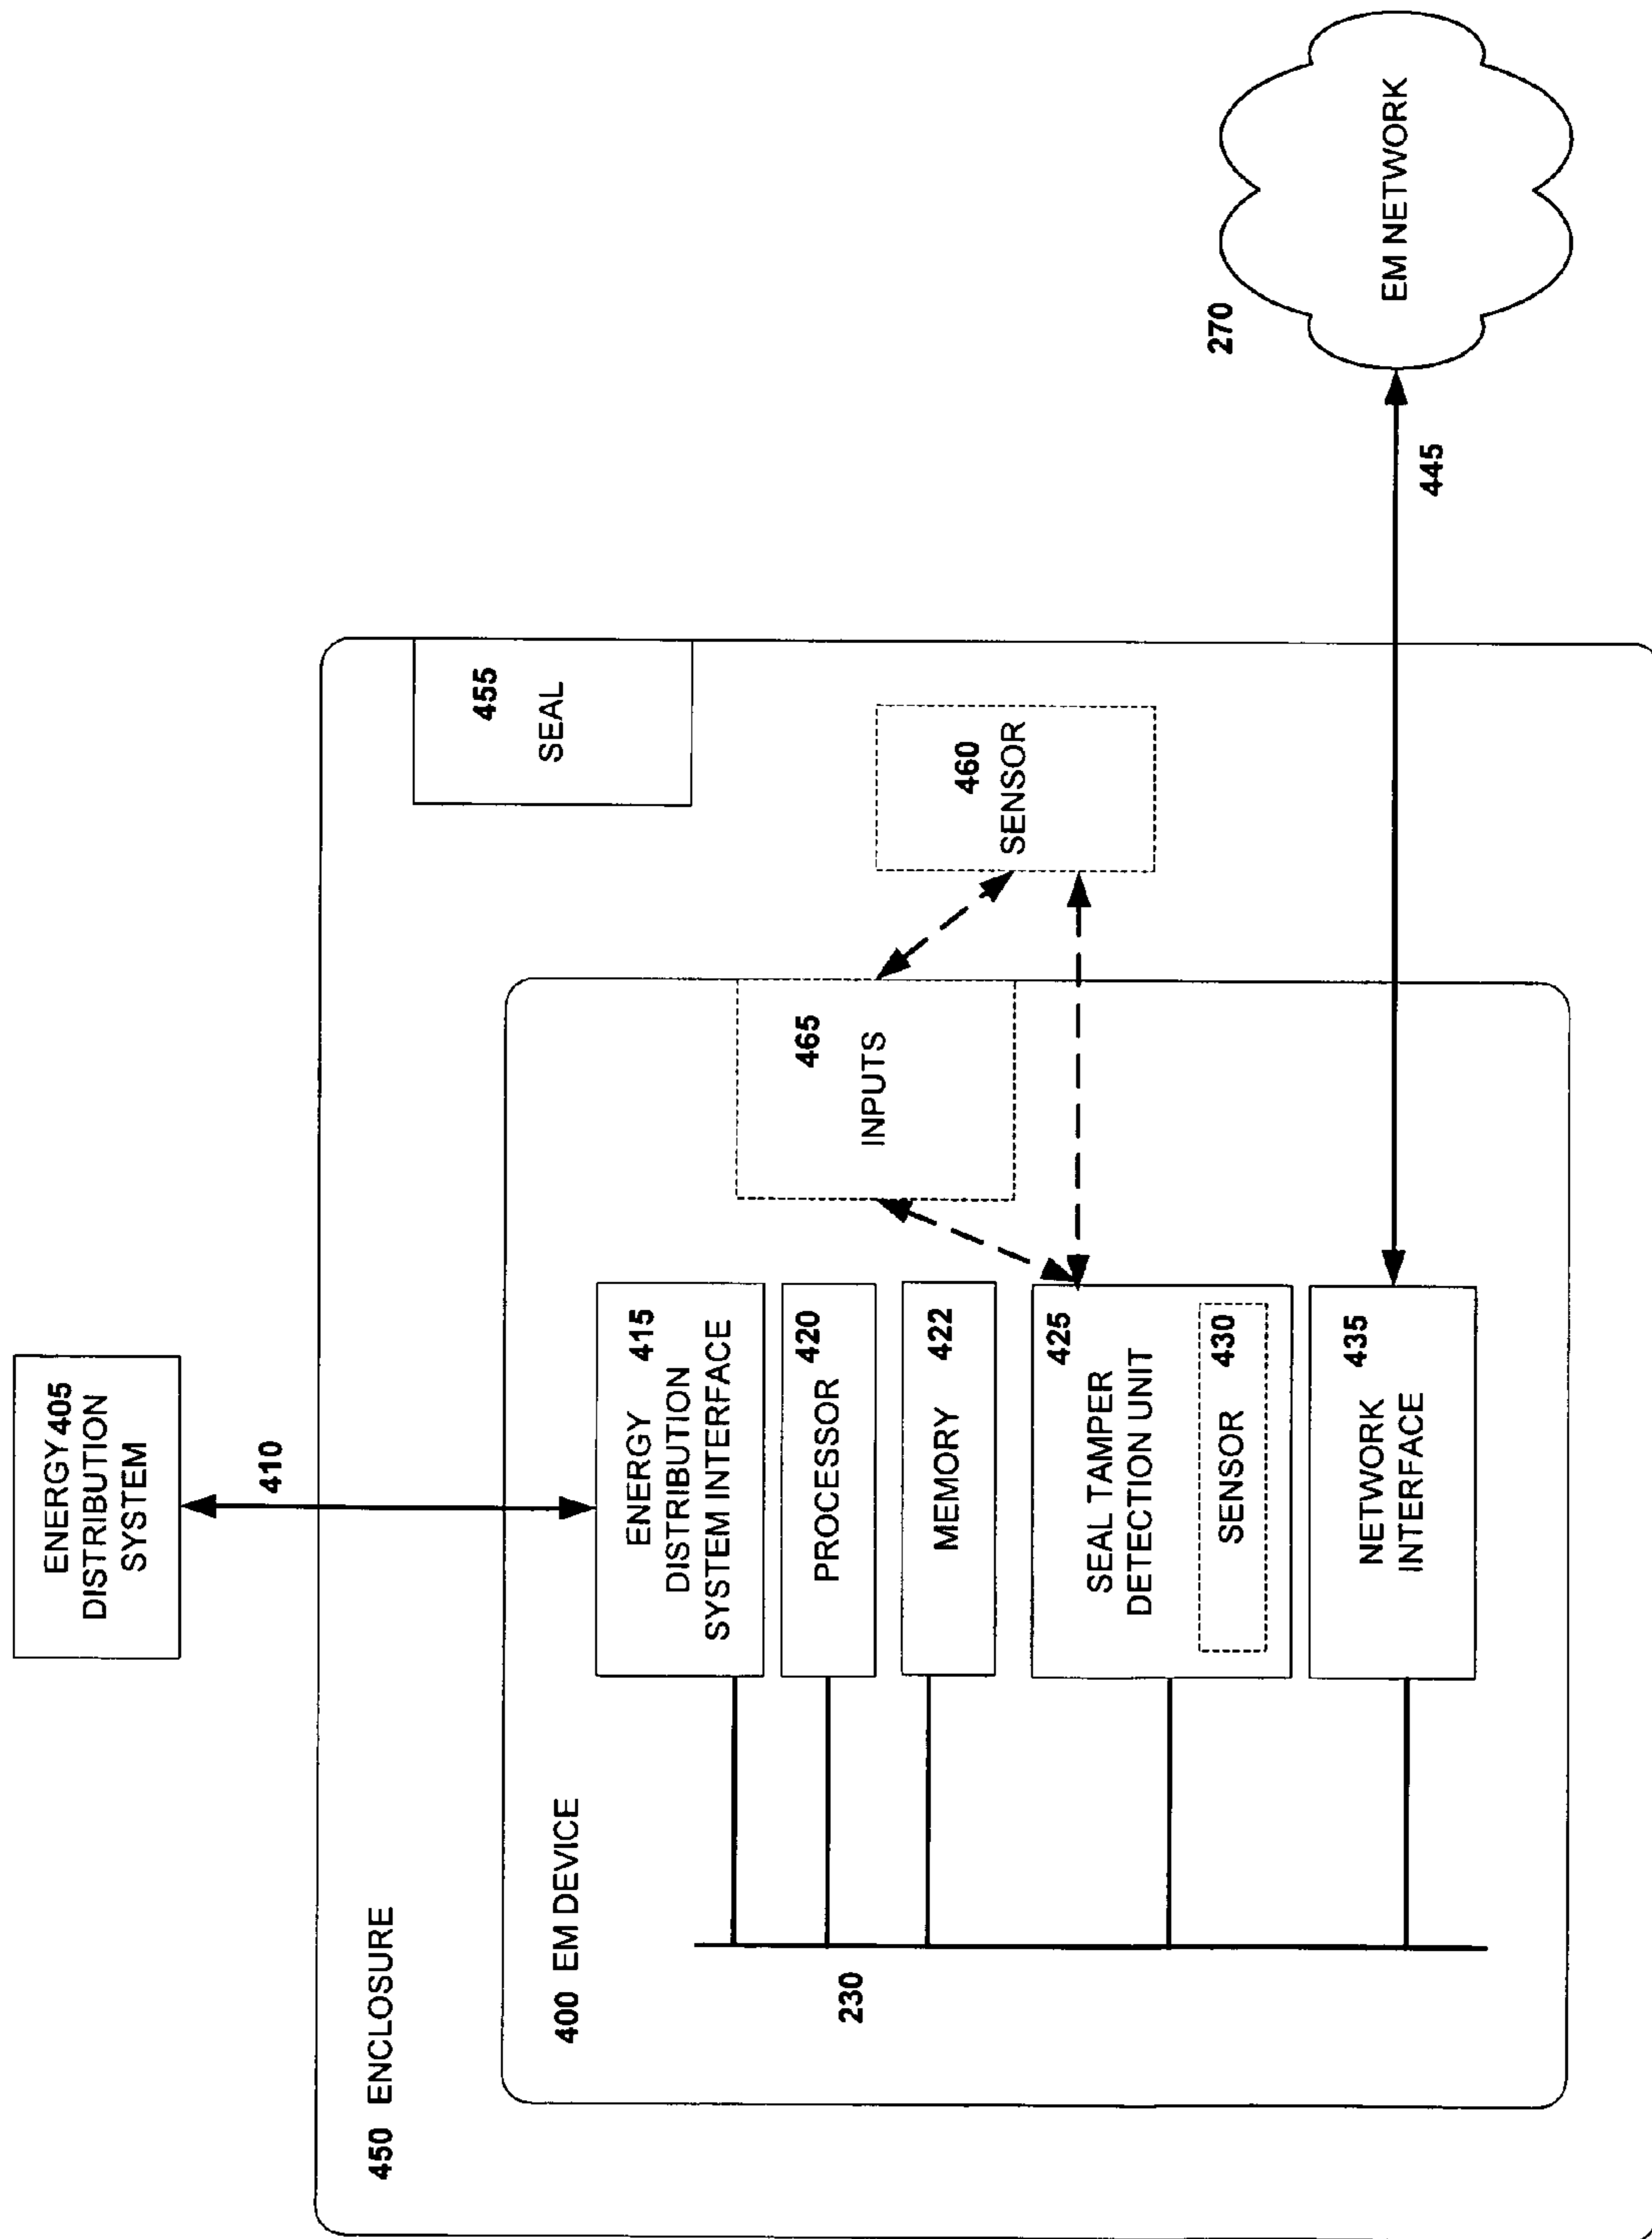 450 ENCLOSURE
400 EM DEVICE
230
ENERGY 405
DISTRIBUTION
SYSTEM
410
ENERGY 415
DISTRIBUTION
SYSTEM INTERFACE
PROCESSOR 420
MEMORY 422
425
SEAL TAMPER
DETECTION UNIT
SENSOR 430
435
NETWORK
INTERFACE
465
INPUTS
455
SEAL
460
SENSOR
445
270
EM NETWORK